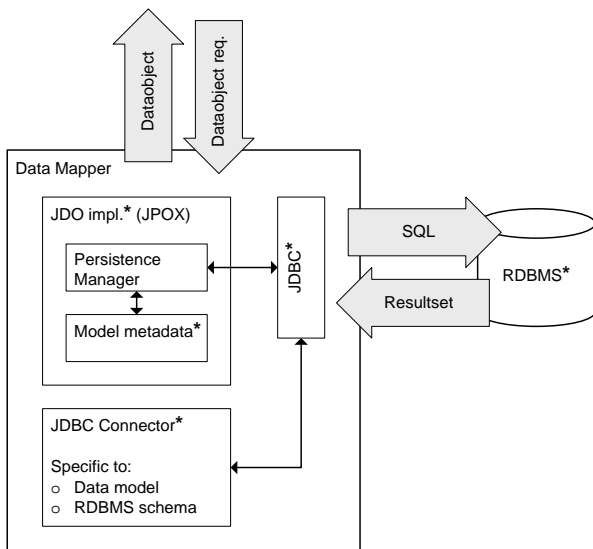 Dataobject
Dataobject req.
Data Mapper
JDO impl.* (JPOX)
Persistence
Manager
Model metadata*
JDBC*
SQL
RDBMS*
Resultset
JDBC Connector*
Specific to:
o Data model
o RDBMS schema